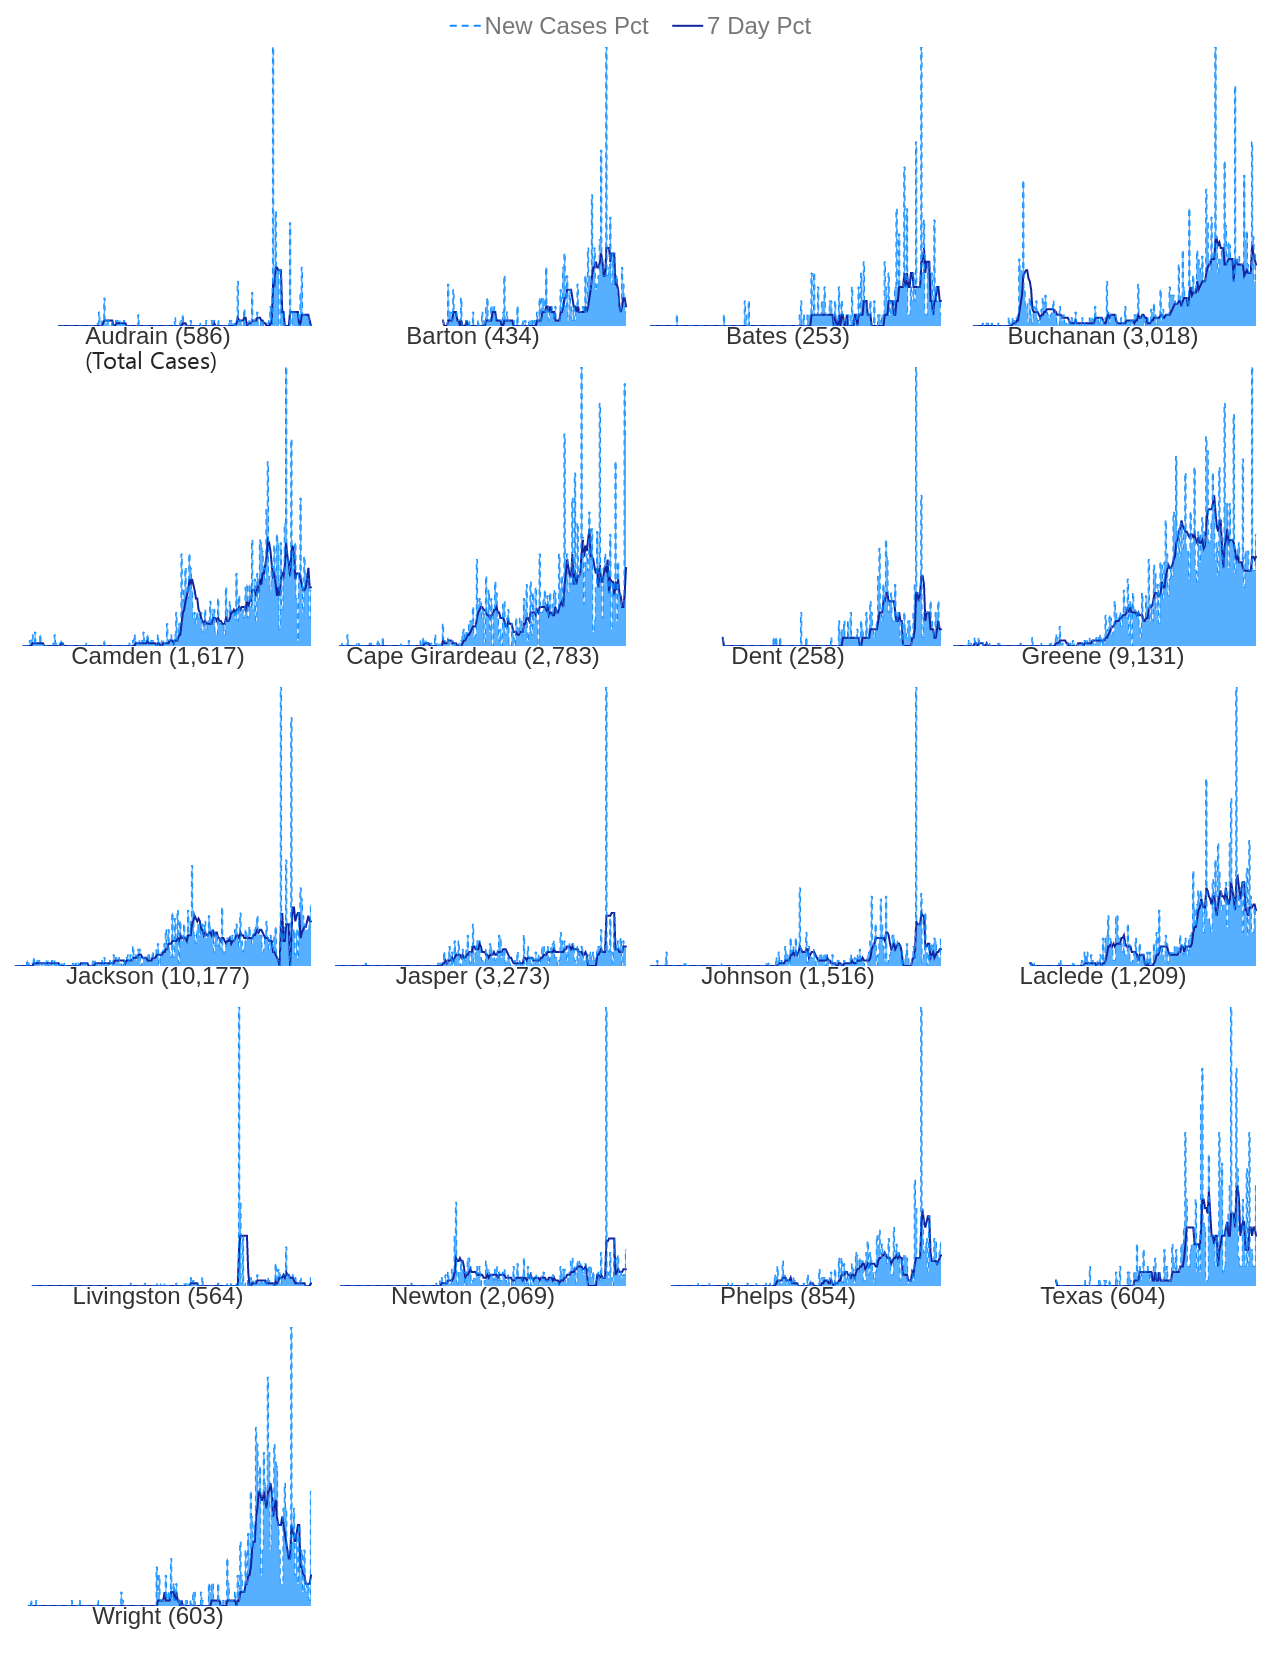 New Cases Pct 7 Day Pct
Audrain (586) Barton (434) Bates (253) Buchanan (3,018)
(Total Cases)
Camden (1,617) Cape Girardeau (2,783) Dent (258) Greene (9,131)
Jackson (10,177) Jasper (3,273) Johnson (1,516) Laclede (1,209)
Livingston (564) Newton (2,069) Phelps (854) Texas (604)
Wright (603)